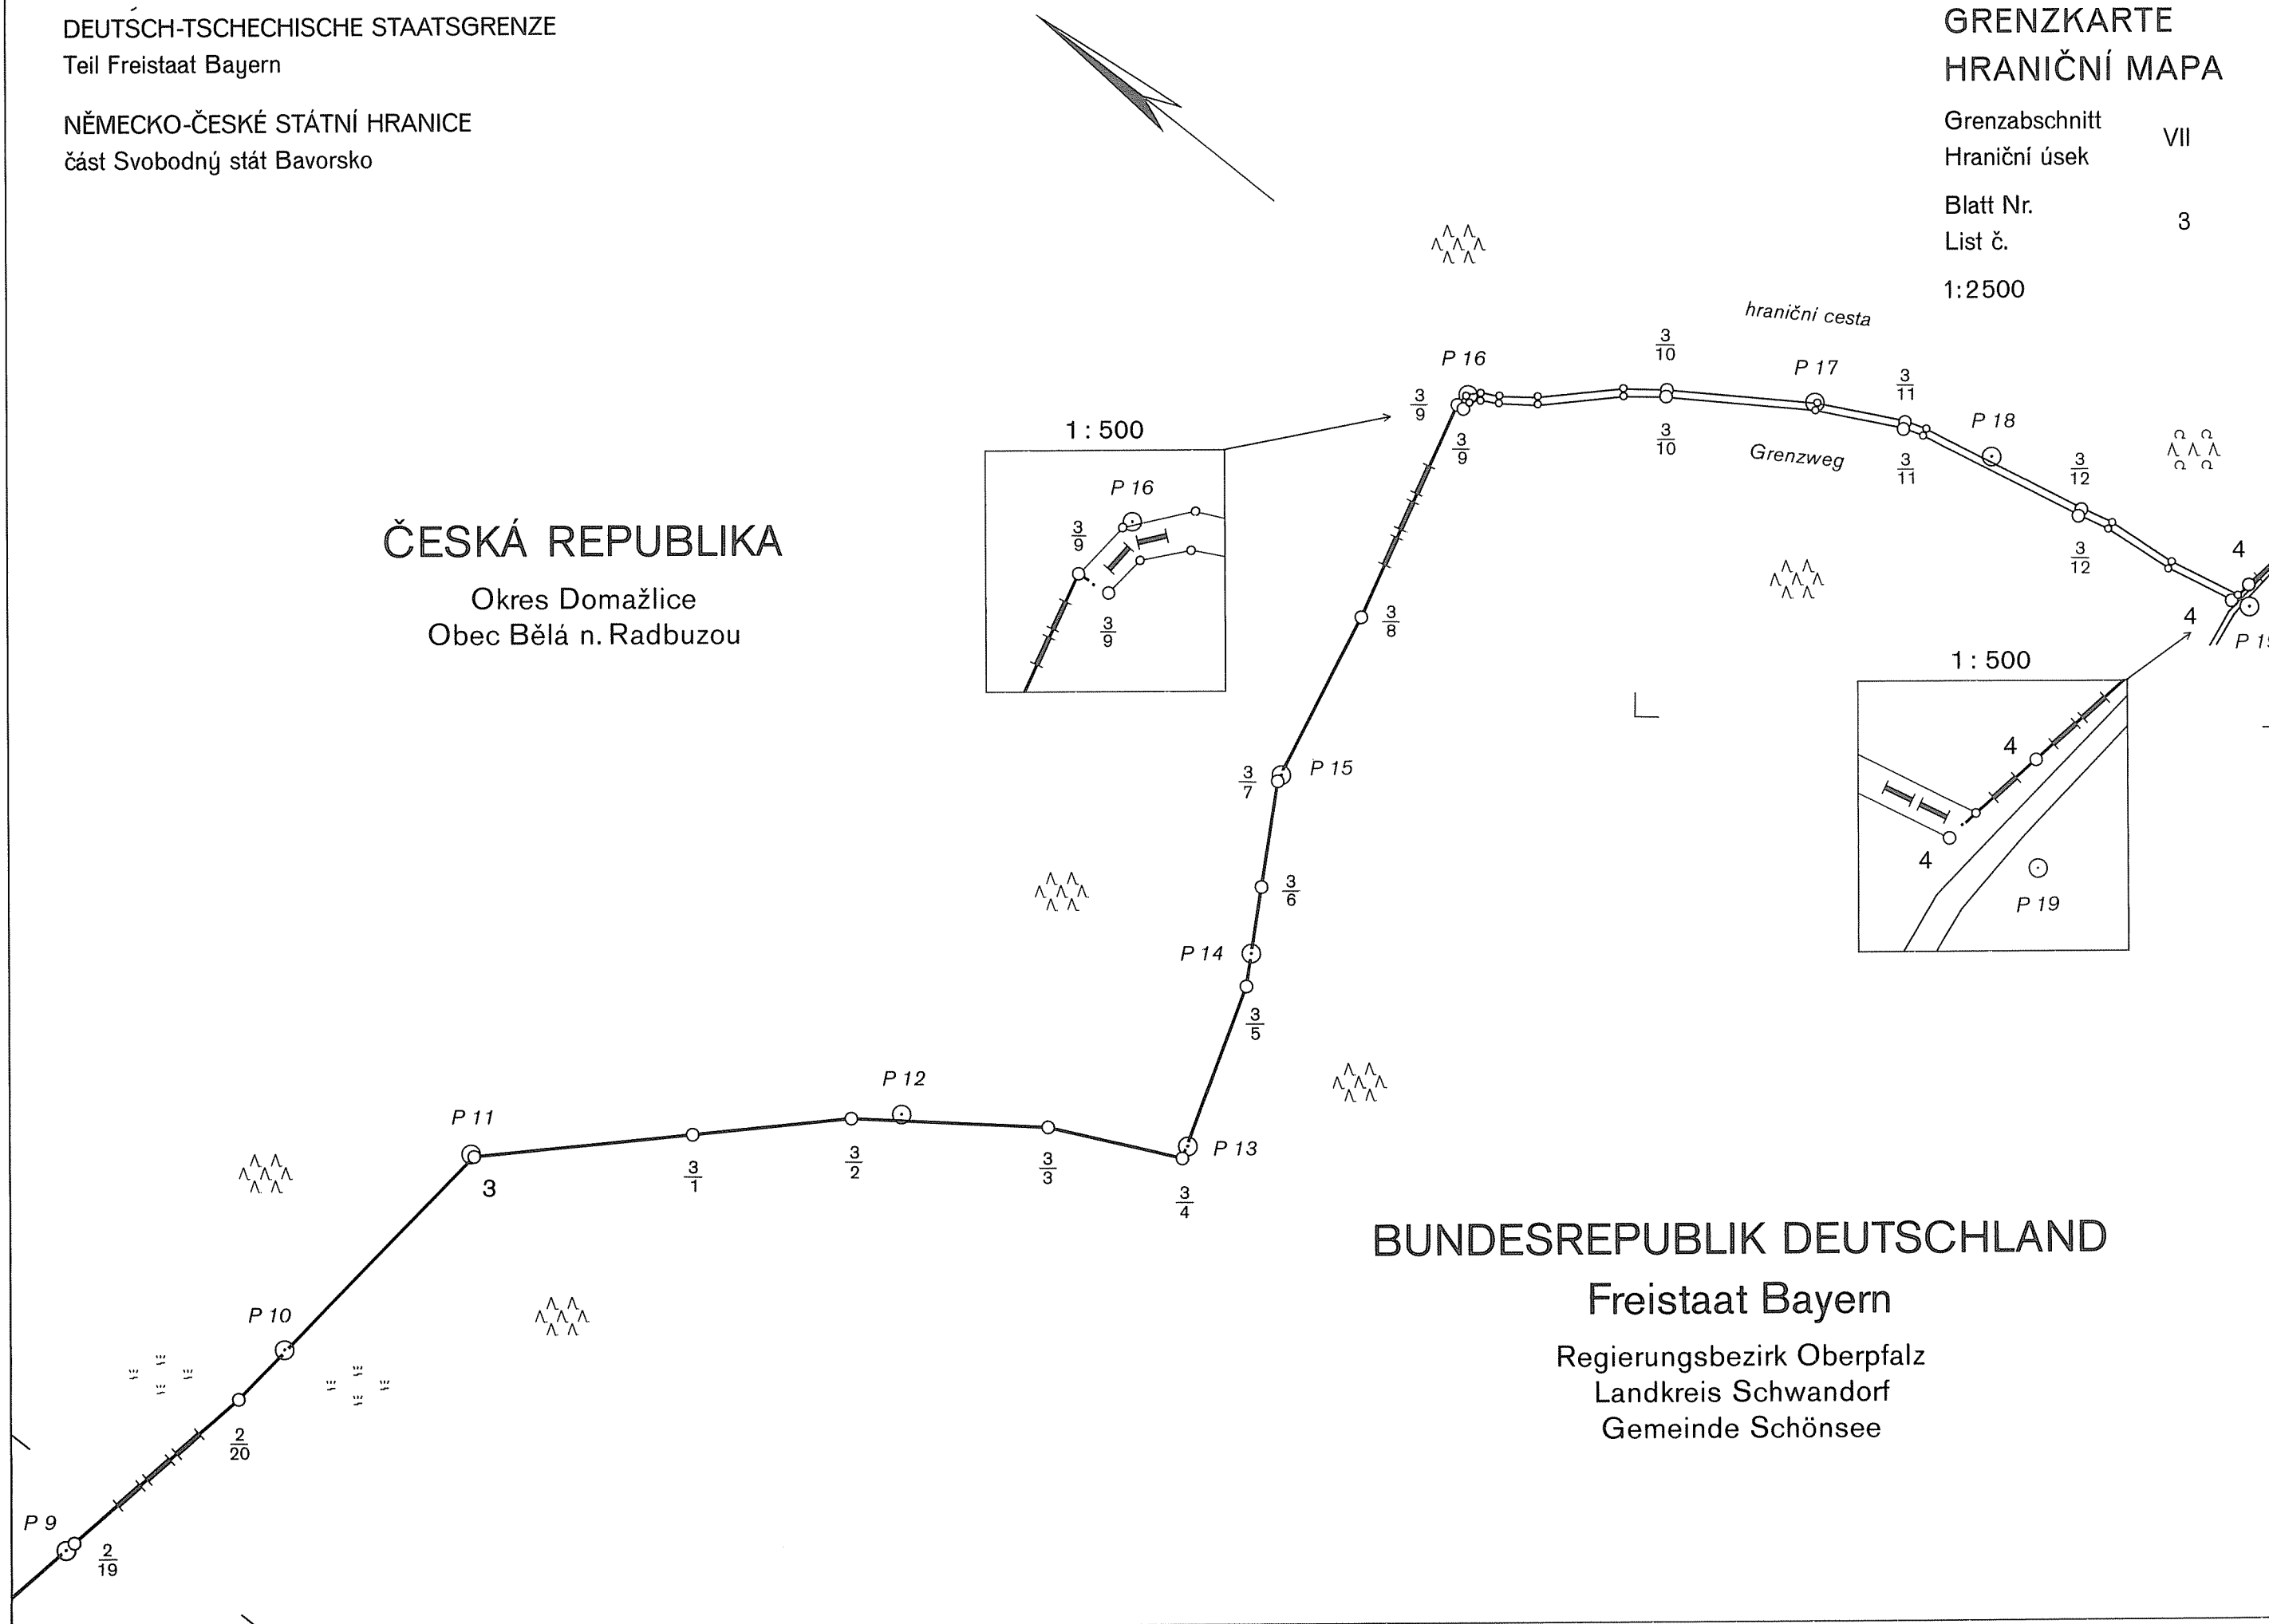 DEUTSCH-TSCHECHISCHE STAATSGRENZE
Teil Freistaat Bayern
NĚMECKO-ČESKÉ STÁTNÍ HRANICE
část Svobodný stát Bavorsko
GRENZKARTE
HRANIČNÍ MAPA
Grenzabschnitt
Hraniční úsek
VII
Blatt Nr.
List č.
3
1:2500
hraniční cesta
Grenzweg
P 16
3/9
3/9
3/10
3/10
P 17
3/11
3/11
P 18
3/12
3/12
4
4
1 : 500
P 16
3/9
3/9
ČESKÁ REPUBLIKA
Okres Domažlice
Obec Bělá n. Radbuzou
3/8
1 : 500
4
4
P 19
3/7
P 15
3/6
P 14
3/5
P 13
3/4
P 12
3/3
3/2
3/1
P 11
3
BUNDESREPUBLIK DEUTSCHLAND
Freistaat Bayern
Regierungsbezirk Oberpfalz
Landkreis Schwandorf
Gemeinde Schönsee
P 10
2/20
P 9
2/19